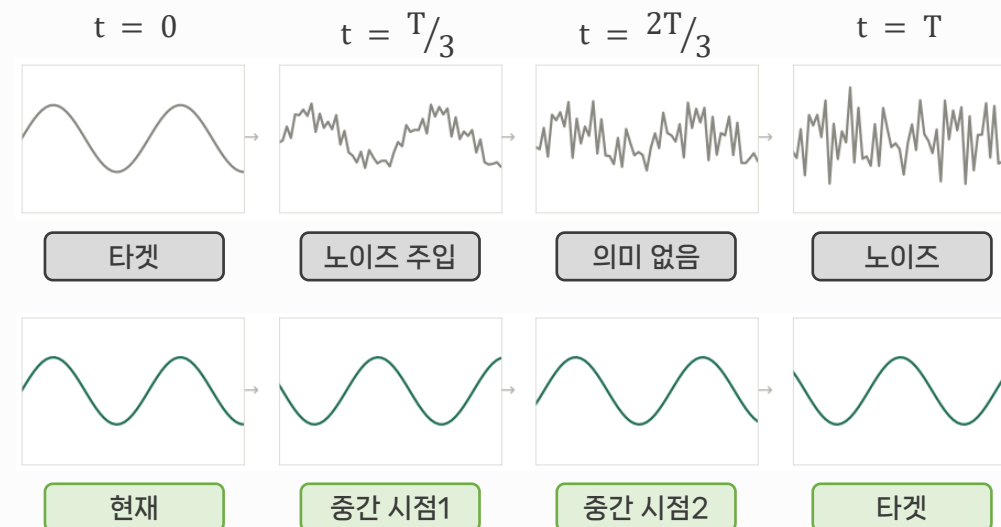 t = 0
t = T/3
t = 2T/3
t = T
타겟
노이즈 주입
의미 없음
노이즈
현재
중간 시점1
중간 시점2
타겟